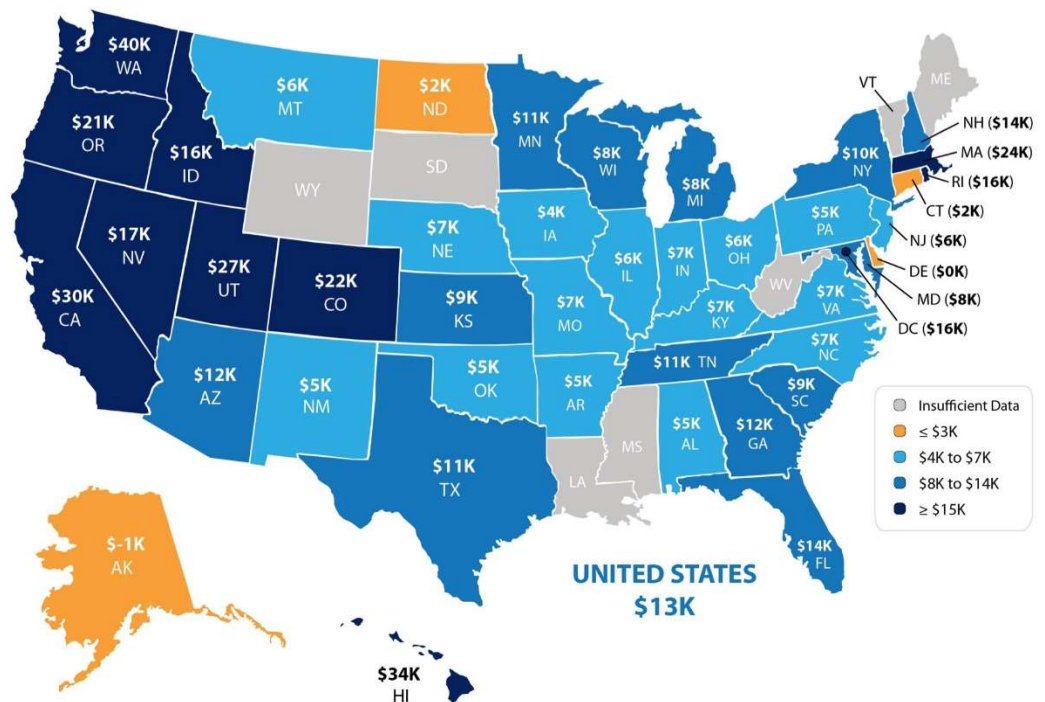 $40K
WA
$21K
OR
$16K
ID
$6K
MT
$2K
ND
$11K
MN
$8K
WI
$8K
MI
$10K
NY
VT
ME
NH ($14K)
MA ($24K)
RI ($16K)
CT ($2K)
NJ ($6K)
DE ($0K)
MD ($8K)
DC ($16K)
WY
SD
$7K
NE
$4K
IA
$6K
IL
$7K
IN
$6K
OH
$5K
PA
WV
$7K
VA
$30K
CA
$17K
NV
$27K
UT
$22K
CO
$9K
KS
$7K
MO
$7K
KY
$7K
NC
$11K TN
$9K
SC
$12K
AZ
$5K
NM
$5K
OK
$5K
AR
MS
$5K
AL
$12K
GA
$11K
TX
LA
$14K
FL
$-1K
AK
$34K
HI
UNITED STATES
$13K
Insufficient Data
≤ $3K
$4K to $7K
$8K to $14K
≥ $15K